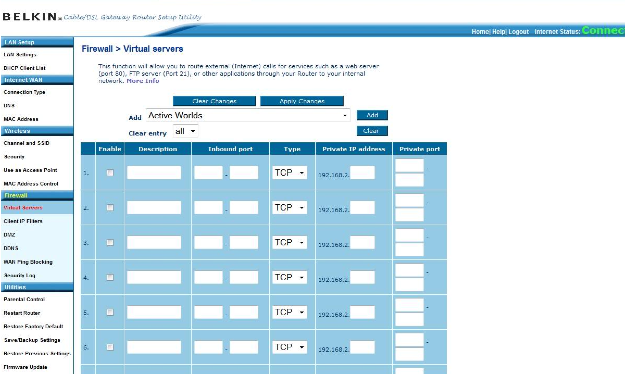 BELKIN. Cable/DSL Gateway Router Setup Utility
Home| Help| Logout Internet Status: Connec
LAN Setup
LAN Settings
DHCP Client List
Internet WAN
Connection Type
DNS
MAC Address
Wireless
Channel and SSID
Security
Use as Access Point
MAC Address Control
Firewall
Virtual Servers
Client IP Filters
DMZ
DDNS
WAN Ping Blocking
Security Log
Utilities
Parental Control
Restart Router
Restore Factory Default
Save/Backup Settings
Restore Previous Settings
Firmware Update
Firewall > Virtual servers
This function will allow you to route external (Internet) calls for services such as a web server
(port 80), FTP server (Port 21), or other applications through your Router to your internal
network. More Info
Clear Changes Apply Changes
Add Active Worlds Add
Clear entry all Clear
Enable Description Inbound port Type Private IP address Private port
1. - TCP 192.168.2.
2. - TCP 192.168.2.
3. - TCP 192.168.2. -
4. - TCP 192.168.2. -
5. - TCP 192.168.2. -
6. - TCP 192.168.2. -